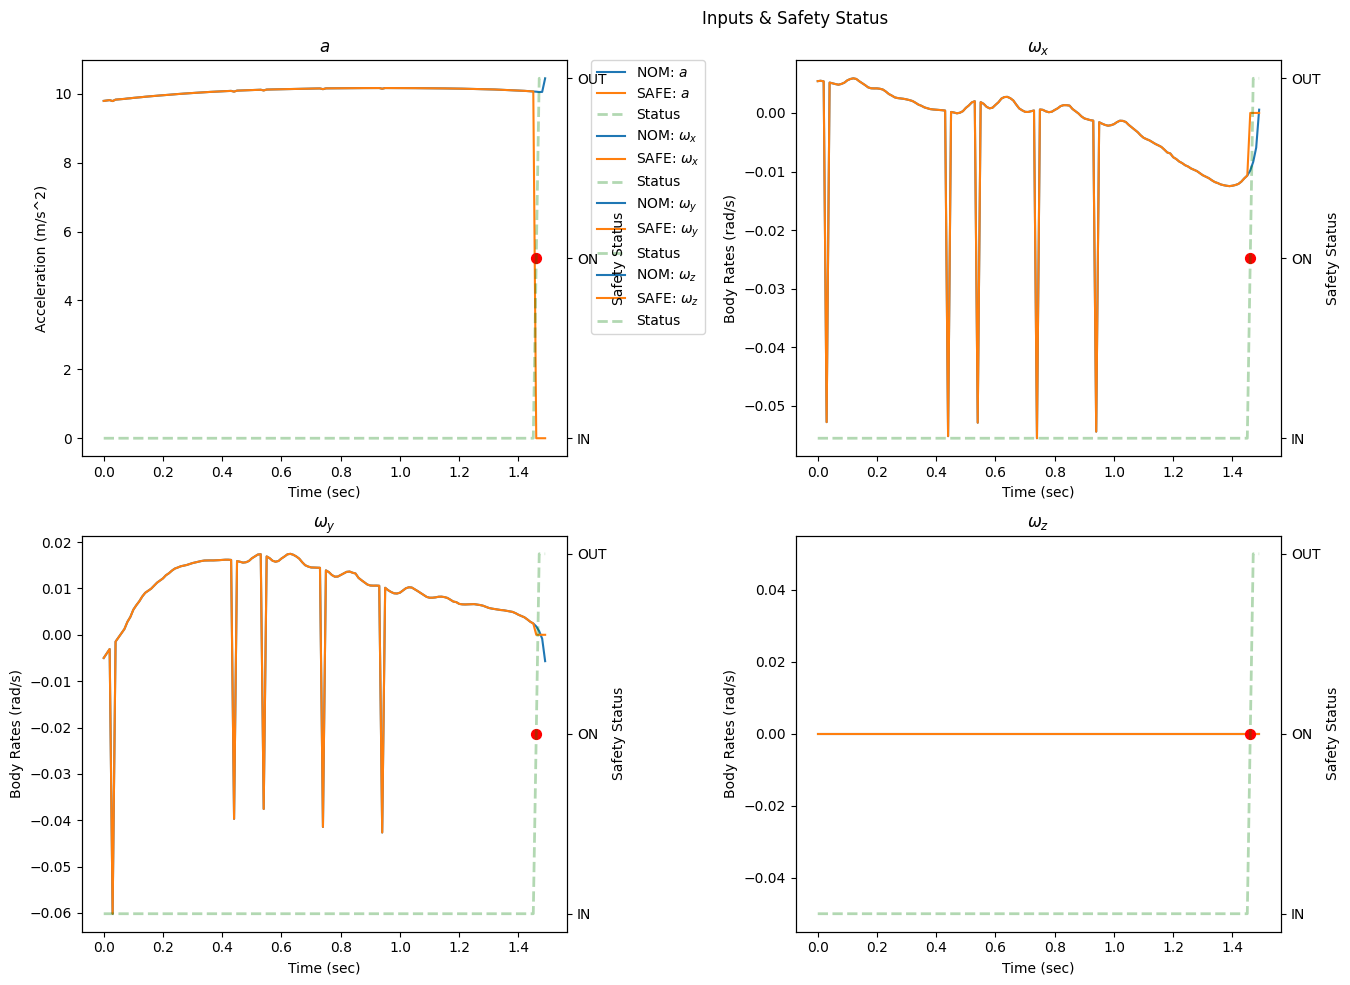 Inputs & Safety Status
a
10
8
6
4
2
0
Acceleration (m/s^2)
0.0 0.2 0.4 0.6 0.8 1.0 1.2 1.4
Time (sec)
OUT
ON
IN
Safety Status
NOM: a
SAFE: a
Status
NOM: ωx
SAFE: ωx
Status
NOM: ωy
SAFE: ωy
Status
NOM: ωz
SAFE: ωz
Status
ωx
0.00
−0.01
−0.02
−0.03
−0.04
−0.05
Body Rates (rad/s)
0.0 0.2 0.4 0.6 0.8 1.0 1.2 1.4
Time (sec)
OUT
ON
IN
Safety Status
ωy
0.02
0.01
0.00
−0.01
−0.02
−0.03
−0.04
−0.05
−0.06
Body Rates (rad/s)
0.0 0.2 0.4 0.6 0.8 1.0 1.2 1.4
Time (sec)
OUT
ON
IN
Safety Status
ωz
0.04
0.02
0.00
−0.02
−0.04
Body Rates (rad/s)
0.0 0.2 0.4 0.6 0.8 1.0 1.2 1.4
Time (sec)
OUT
ON
IN
Safety Status